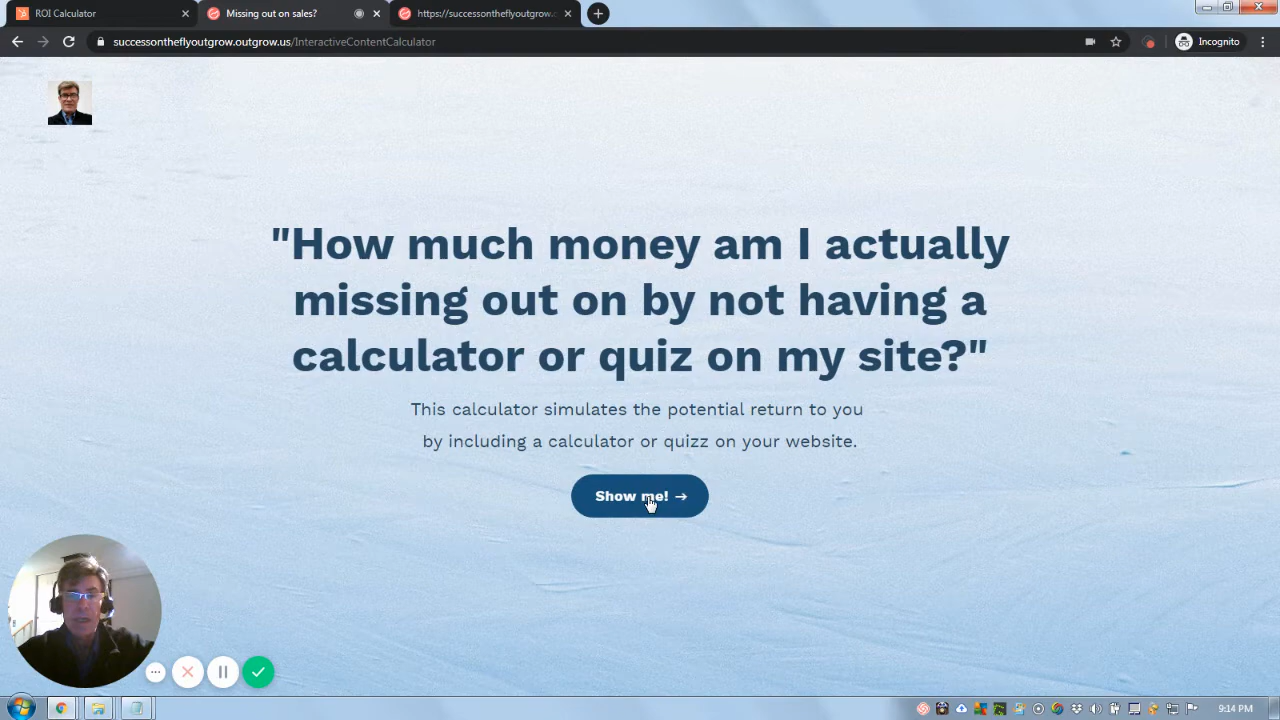 ROI Calculator
Missing out on sales?
https://successontheflyoutgrow.
successontheflyoutgrow.outgrow.us/InteractiveContentCalculator
Incognito
"How much money am I actually
missing out on by not having a
calculator or quiz on my site?"
This calculator simulates the potential return to you
by including a calculator or quizz on your website.
Show me! →
9:14 PM